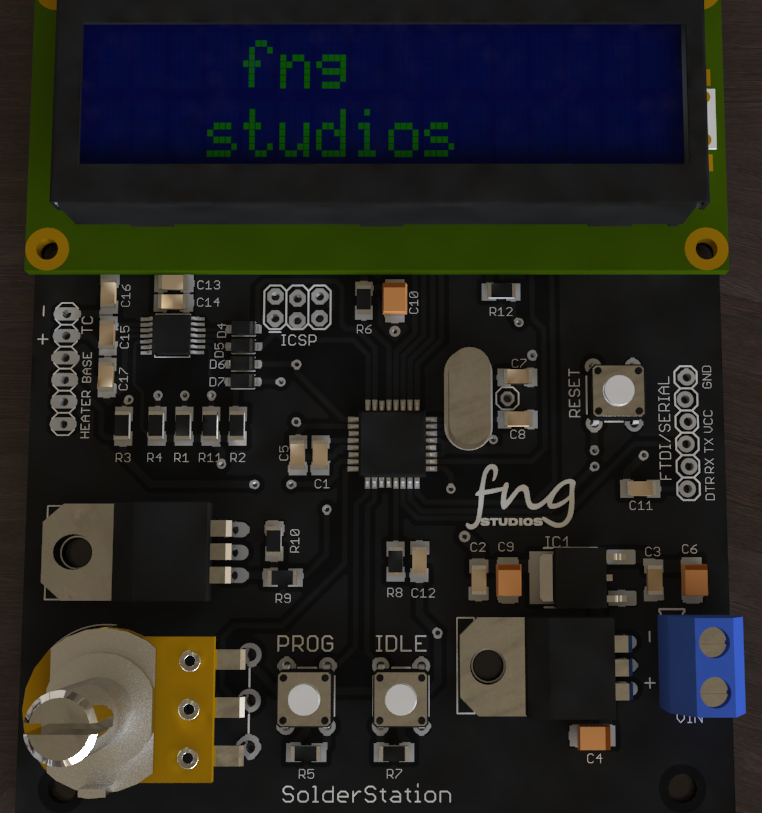 fng
studios
C16
C13
C14
C10
R6
R12
-
+
TC
C15
D4
D5
D6
D7
ICSP
C17
HEATER BASE
C7
C8
RESET
FTDI/SERIAL
GND
VCC
TX
RX
DTR
R3
R4
R1
R11
R2
C5
C1
fng
STUDIOS
C11
R10
R9
R8
C12
C2
C9
IC1
C3
C6
PROG
IDLE
-
+
VIN
C4
R5
R7
SolderStation